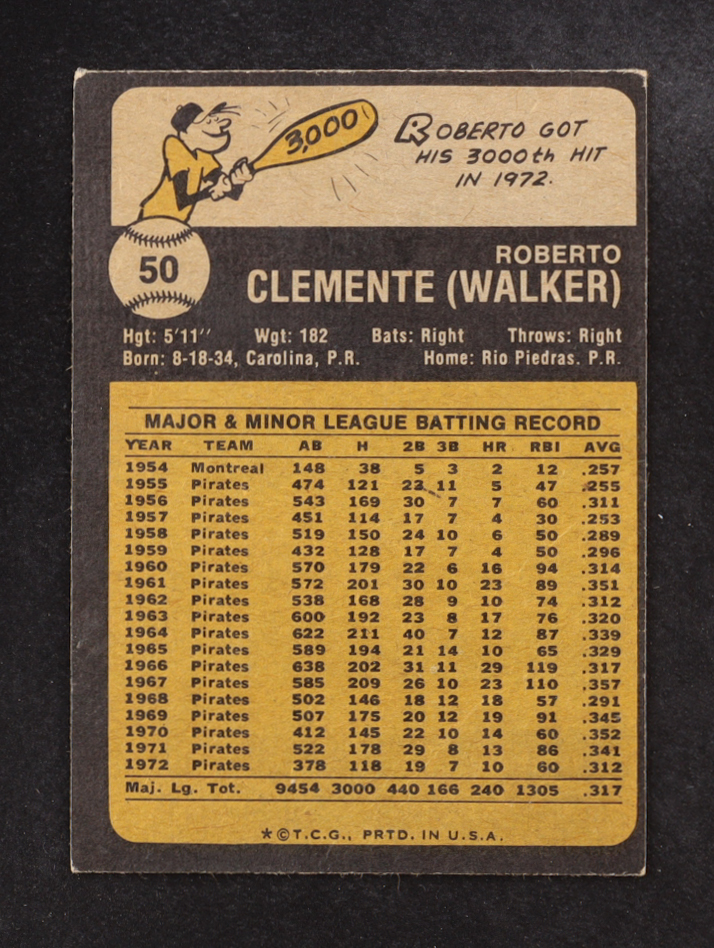 3,000
ROBERTO GOT
HIS 3000th HIT
IN 1972.
50
ROBERTO
CLEMENTE (WALKER)
Hgt: 5'11'' Wgt: 182 Bats: Right Throws: Right
Born: 8-18-34, Carolina, P.R. Home: Rio Piedras. P.R.
MAJOR & MINOR LEAGUE BATTING RECORD
YEAR TEAM AB H 2B 3B HR RBI AVG
1954 Montreal 148 38 5 3 2 12 .257
1955 Pirates 474 121 23 11 5 47 .255
1956 Pirates 543 169 30 7 7 60 .311
1957 Pirates 451 114 17 7 4 30 .253
1958 Pirates 519 150 24 10 6 50 .289
1959 Pirates 432 128 17 7 4 50 .296
1960 Pirates 570 179 22 6 16 94 .314
1961 Pirates 572 201 30 10 23 89 .351
1962 Pirates 538 168 28 9 10 74 .312
1963 Pirates 600 192 23 8 17 76 .320
1964 Pirates 622 211 40 7 12 87 .339
1965 Pirates 589 194 21 14 10 65 .329
1966 Pirates 638 202 31 11 29 119 .317
1967 Pirates 585 209 26 10 23 110 .357
1968 Pirates 502 146 18 12 18 57 .291
1969 Pirates 507 175 20 12 19 91 .345
1970 Pirates 412 145 22 10 14 60 .352
1971 Pirates 522 178 29 8 13 86 .341
1972 Pirates 378 118 19 7 10 60 .312
Maj. Lg. Tot. 9454 3000 440 166 240 1305 .317
*©T.C.G., PRTD. IN U.S.A.